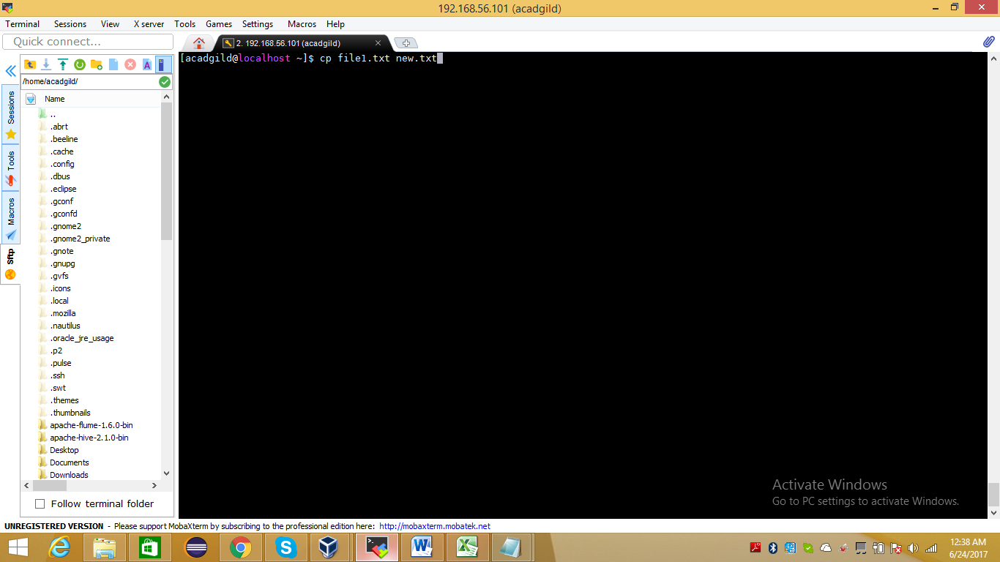 192.168.56.101 (acadgild)
Terminal Sessions View X server Tools Games Settings Macros Help
Quick connect...
2. 192.168.56.101 (acadgild)
/home/acadgild/
Name
..
.abrt
.beeline
.cache
.config
.dbus
.eclipse
.gconf
.gconfd
.gnome2
.gnome2_private
.gnote
.gnupg
.gvfs
.icons
.local
.mozilla
.nautilus
.oracle_jre_usage
.p2
.pulse
.ssh
.swt
.themes
.thumbnails
apache-flume-1.6.0-bin
apache-hive-2.1.0-bin
Desktop
Documents
Downloads
Follow terminal folder
Sessions
Tools
Macros
Sftp
[acadgild@localhost ~]$ cp file1.txt new.txt
Activate Windows
Go to PC settings to activate Windows.
UNREGISTERED VERSION - Please support MobaXterm by subscribing to the professional edition here: http://mobaxterm.mobatek.net
12:38 AM
6/24/2017